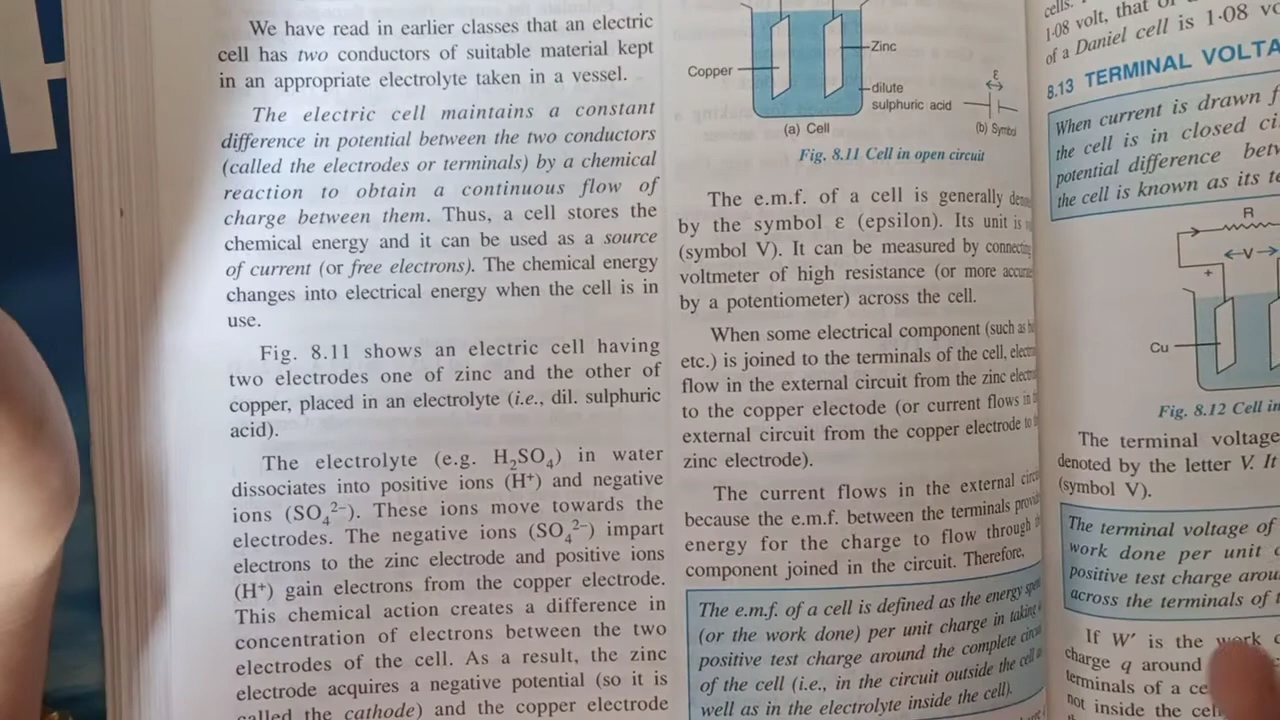 We have read in earlier classes that an electric
cell has two conductors of suitable material kept
in an appropriate electrolyte taken in a vessel.
The electric cell maintains a constant
difference in potential between the two conductors
(called the electrodes or terminals) by a chemical
reaction to obtain a continuous flow of
charge between them. Thus, a cell stores the
chemical energy and it can be used as a source
of current (or free electrons). The chemical energy
changes into electrical energy when the cell is in
use.
Fig. 8.11 shows an electric cell having
two electrodes one of zinc and the other of
copper, placed in an electrolyte (i.e., dil. sulphuric
acid).
The electrolyte (e.g. H₂SO₄) in water
dissociates into positive ions (H⁺) and negative
ions (SO₄²⁻). These ions move towards the
electrodes. The negative ions (SO₄²⁻) impart
electrons to the zinc electrode and positive ions
(H⁺) gain electrons from the copper electrode.
This chemical action creates a difference in
concentration of electrons between the two
electrodes of the cell. As a result, the zinc
electrode acquires a negative potential (so it is
called the cathode) and the copper electrode
Copper
Zinc
dilute
sulphuric acid
ε
(a) Cell
(b) Symbol
Fig. 8.11 Cell in open circuit
The e.m.f. of a cell is generally
by the symbol ε (epsilon). Its unit is
(symbol V). It can be measured by connecting
voltmeter of high resistance (or more
by a potentiometer) across the cell.
When some electrical component (such as
etc.) is joined to the terminals of the cell,
flow in the external circuit from the zinc
to the copper electode (or current flows in
external circuit from the copper electrode to
zinc electrode).
The current flows in the external
because the e.m.f. between the terminals
energy for the charge to flow through
component joined in the circuit. Therefore,
The e.m.f. of a cell is defined as the energy
(or the work done) per unit charge in taking
positive test charge around the complete
of the cell (i.e., in the circuit outside the cell
well as in the electrolyte inside the cell).
cells.
1·08 volt, that
of a Daniel cell is 1·08
8.13 TERMINAL
When current is drawn
the cell is in closed
potential difference
the cell is known as its
R
V
+
Cu
Fig. 8.12 Cell in
The terminal voltage
denoted by the letter V. It
(symbol V).
The terminal voltage of
work done per unit
positive test charge
across the terminals of
If W′ is the work
charge q around
terminals of a
not inside the